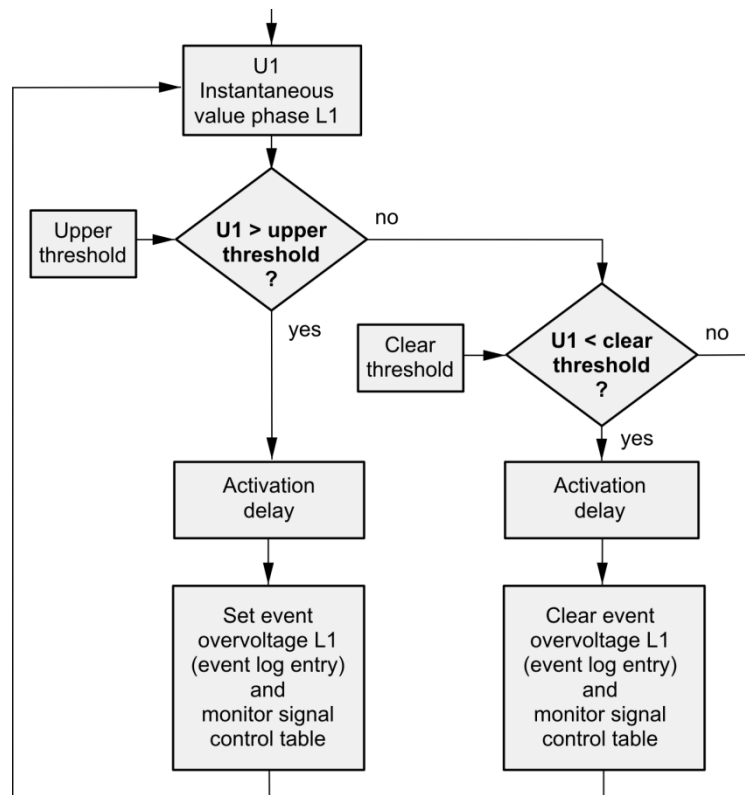 U1
Instantaneous
value phase L1
Upper
threshold
U1 > upper
threshold
?
no
yes
Clear
threshold
U1 < clear
threshold
?
no
yes
Activation
delay
Activation
delay
Set event
overvoltage L1
(event log entry)
and
monitor signal
control table
Clear event
overvoltage L1
(event log entry)
and
monitor signal
control table